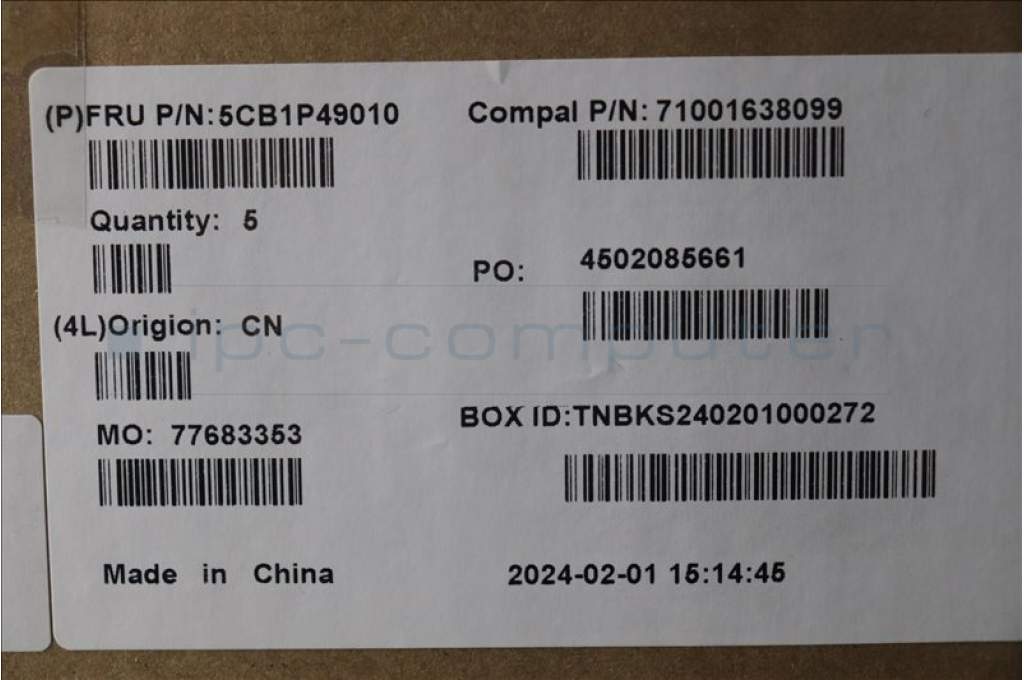 (P)FRU P/N:5CB1P49010
Compal P/N: 71001638099
Quantity: 5
PO: 4502085661
(4L)Origion: CN
ipc-computer
MO: 77683353
BOX ID:TNBKS240201000272
Made in China
2024-02-01 15:14:45